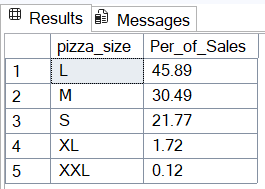 Results Messages
pizza_size Per_of_Sales
1 L 45.89
2 M 30.49
3 S 21.77
4 XL 1.72
5 XXL 0.12